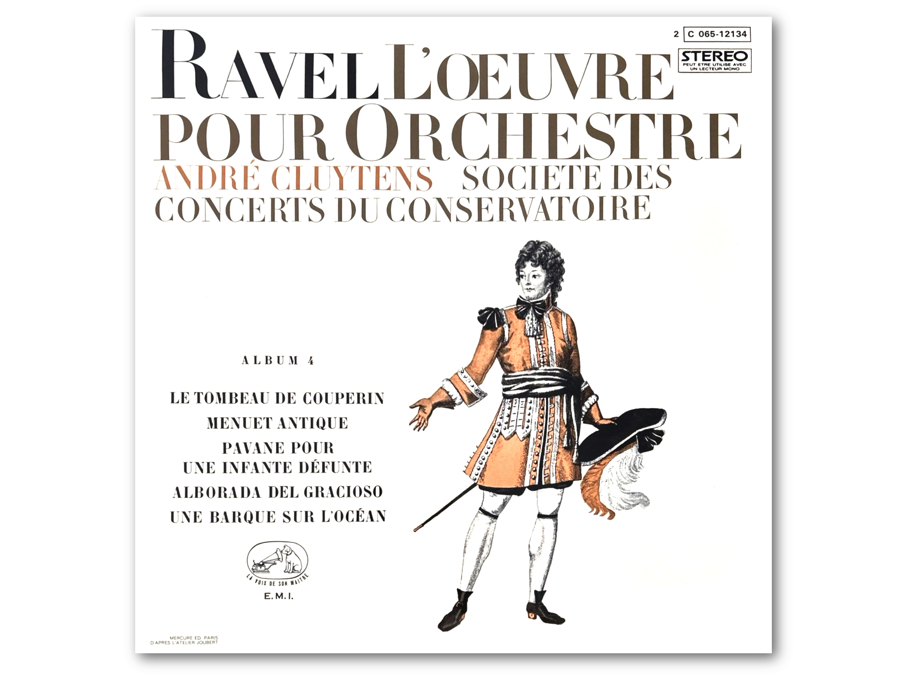 2 C 065-12134
STEREO
PEUT ETRE UTILISE AVEC
UN LECTEUR MONO
RAVEL L'ŒUVRE
POUR ORCHESTRE
ANDRÉ CLUYTENS SOCIETE DES
CONCERTS DU CONSERVATOIRE
ALBUM 4
LE TOMBEAU DE COUPERIN
MENUET ANTIQUE
PAVANE POUR
UNE INFANTE DÉFUNTE
ALBORADA DEL GRACIOSO
UNE BARQUE SUR L'OCÉAN
LA VOIX DE SON MAITRE
E.M.I.
MERCURE ED. PARIS
D'APRES L'ATELIER JOUBERT